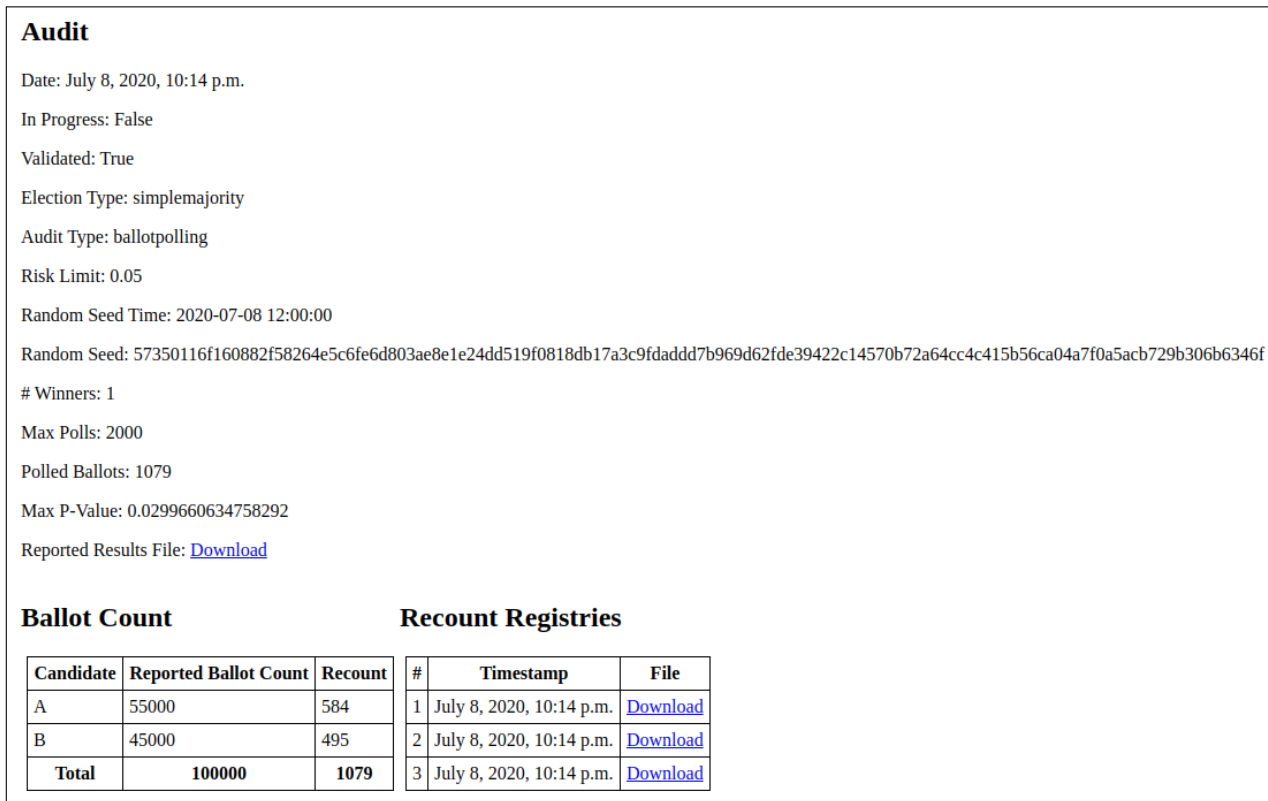 Audit
Date: July 8, 2020, 10:14 p.m.
In Progress: False
Validated: True
Election Type: simplemajority
Audit Type: ballotpolling
Risk Limit: 0.05
Random Seed Time: 2020-07-08 12:00:00
Random Seed: 57350116f160882f58264e5c6fe6d803ae8e1e24dd519f0818db17a3c9fdaddd7b969d62fde39422c14570b72a64cc4c415b56ca04a7f0a5acb729b306b6346f
# Winners: 1
Max Polls: 2000
Polled Ballots: 1079
Max P-Value: 0.0299660634758292
Reported Results File: Download
Ballot Count
Candidate Reported Ballot Count Recount
A 55000 584
B 45000 495
Total 100000 1079
Recount Registries
# Timestamp File
1 July 8, 2020, 10:14 p.m. Download
2 July 8, 2020, 10:14 p.m. Download
3 July 8, 2020, 10:14 p.m. Download